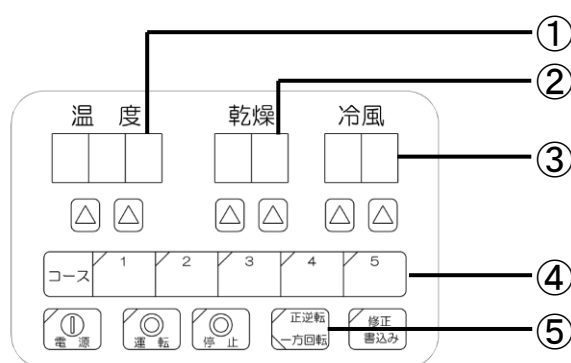 ①
②
温度 乾燥 冷風
③
コース 1 2 3 4 5
④
電源 運転 停止 正逆転 修正
一方回転 書込み
⑤